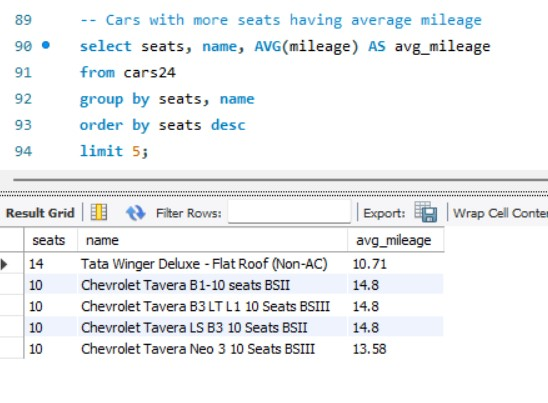 89 -- Cars with more seats having average mileage
90 select seats, name, AVG(mileage) AS avg_mileage
91 from cars24
92 group by seats, name
93 order by seats desc
94 limit 5;
Result Grid Filter Rows: Export: Wrap Cell Conte
seats name avg_mileage
14 Tata Winger Deluxe - Flat Roof (Non-AC) 10.71
10 Chevrolet Tavera B1-10 seats BSII 14.8
10 Chevrolet Tavera B3 LT L1 10 Seats BSIII 14.8
10 Chevrolet Tavera LS B3 10 Seats BSII 14.8
10 Chevrolet Tavera Neo 3 10 Seats BSIII 13.58